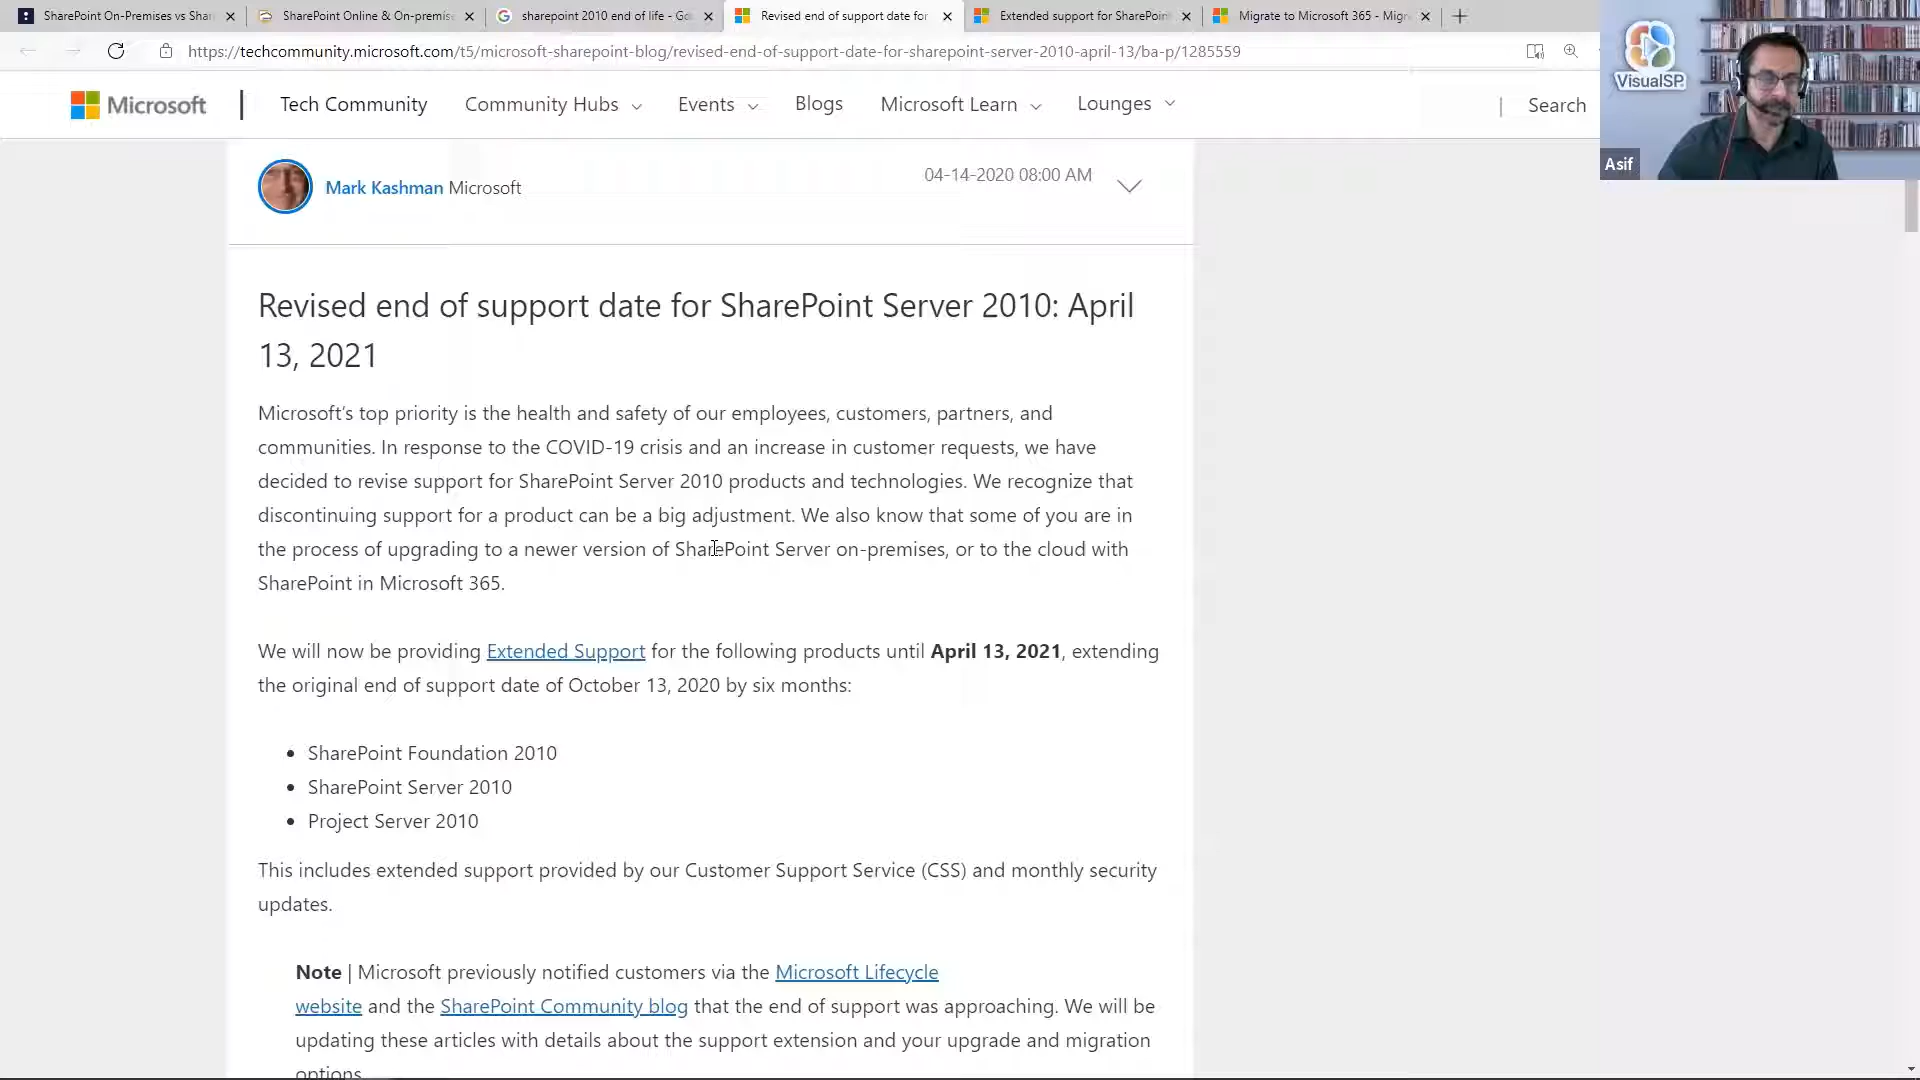 SharePoint On-Premises vs Shar
SharePoint Online & On-premise
sharepoint 2010 end of life - Go
Revised end of support date for
Extended support for SharePoint
Migrate to Microsoft 365 - Migr
https://techcommunity.microsoft.com/t5/microsoft-sharepoint-blog/revised-end-of-support-date-for-sharepoint-server-2010-april-13/ba-p/1285559
VisualSP
Asif
Microsoft
Tech Community
Community Hubs
Events
Blogs
Microsoft Learn
Lounges
Search
Mark Kashman Microsoft
04-14-2020 08:00 AM
Revised end of support date for SharePoint Server 2010: April
13, 2021
Microsoft's top priority is the health and safety of our employees, customers, partners, and
communities. In response to the COVID-19 crisis and an increase in customer requests, we have
decided to revise support for SharePoint Server 2010 products and technologies. We recognize that
discontinuing support for a product can be a big adjustment. We also know that some of you are in
the process of upgrading to a newer version of SharePoint Server on-premises, or to the cloud with
SharePoint in Microsoft 365.
We will now be providing Extended Support for the following products until April 13, 2021, extending
the original end of support date of October 13, 2020 by six months:
• SharePoint Foundation 2010
• SharePoint Server 2010
• Project Server 2010
This includes extended support provided by our Customer Support Service (CSS) and monthly security
updates.
Note | Microsoft previously notified customers via the Microsoft Lifecycle
website and the SharePoint Community blog that the end of support was approaching. We will be
updating these articles with details about the support extension and your upgrade and migration
options.